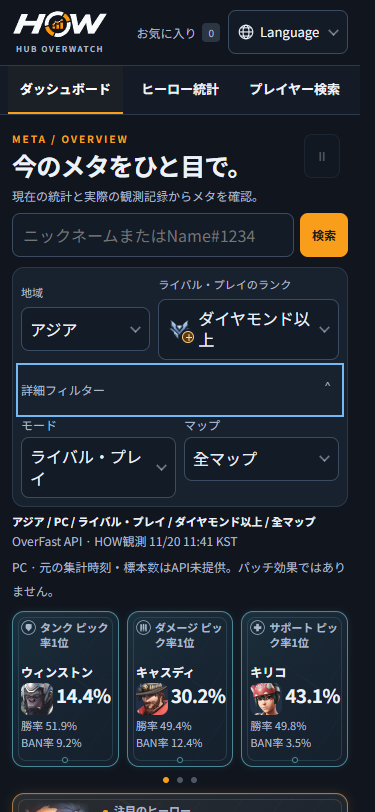 HOW
HUB OVERWATCH
お気に入り 0
Language
ダッシュボード ヒーロー統計 プレイヤー検索
META / OVERVIEW
今のメタをひと目で。
現在の統計と実際の観測記録からメタを確認。
ニックネームまたはName#1234
検索
地域
アジア
ライバル・プレイのランク
ダイヤモンド以
上
詳細フィルター
モード
ライバル・プレ
イ
マップ
全マップ
アジア / PC / ライバル・プレイ / ダイヤモンド以上 / 全マップ
OverFast API · HOW観測 11/20 11:41 KST
PC · 元の集計時刻・標本数はAPI未提供。パッチ効果ではあり
ません。
タンク ピック
率1位
ウィンストン
14.4%
勝率 51.9%
BAN率 9.2%
ダメージ ピッ
ク率1位
キャスディ
30.2%
勝率 49.4%
BAN率 12.4%
サポート ピッ
ク率1位
キリコ
43.1%
勝率 49.8%
BAN率 3.5%
注目のヒーロー